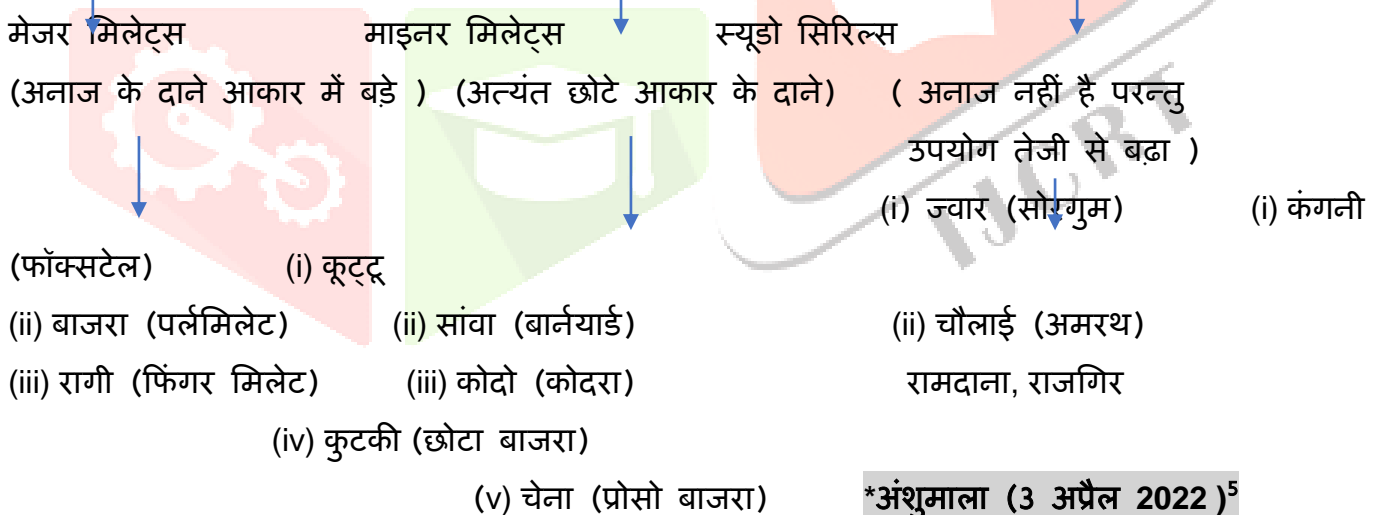 मेजर मिलेट्स माइनर मिलेट्स स्यूडो सिरिल्स
(अनाज के दाने आकार में बड़े ) (अत्यंत छोटे आकार के दाने) ( अनाज नहीं है परन्तु
उपयोग तेजी से बढ़ा )
(i) ज्वार (सोरगुम) (i) कंगनी
(फॉक्सटेल) (i) कूट्टू
(ii) बाजरा (पर्लमिलेट) (ii) सांवा (बार्नयार्ड) (ii) चौलाई (अमरथ)
(iii) रागी (फिंगर मिलेट) (iii) कोदो (कोदरा) रामदाना, राजगिर
(iv) कुटकी (छोटा बाजरा)
(v) चेना (प्रोसो बाजरा) *अंशुमाला (3 अप्रैल 2022 )⁵
IJCRT